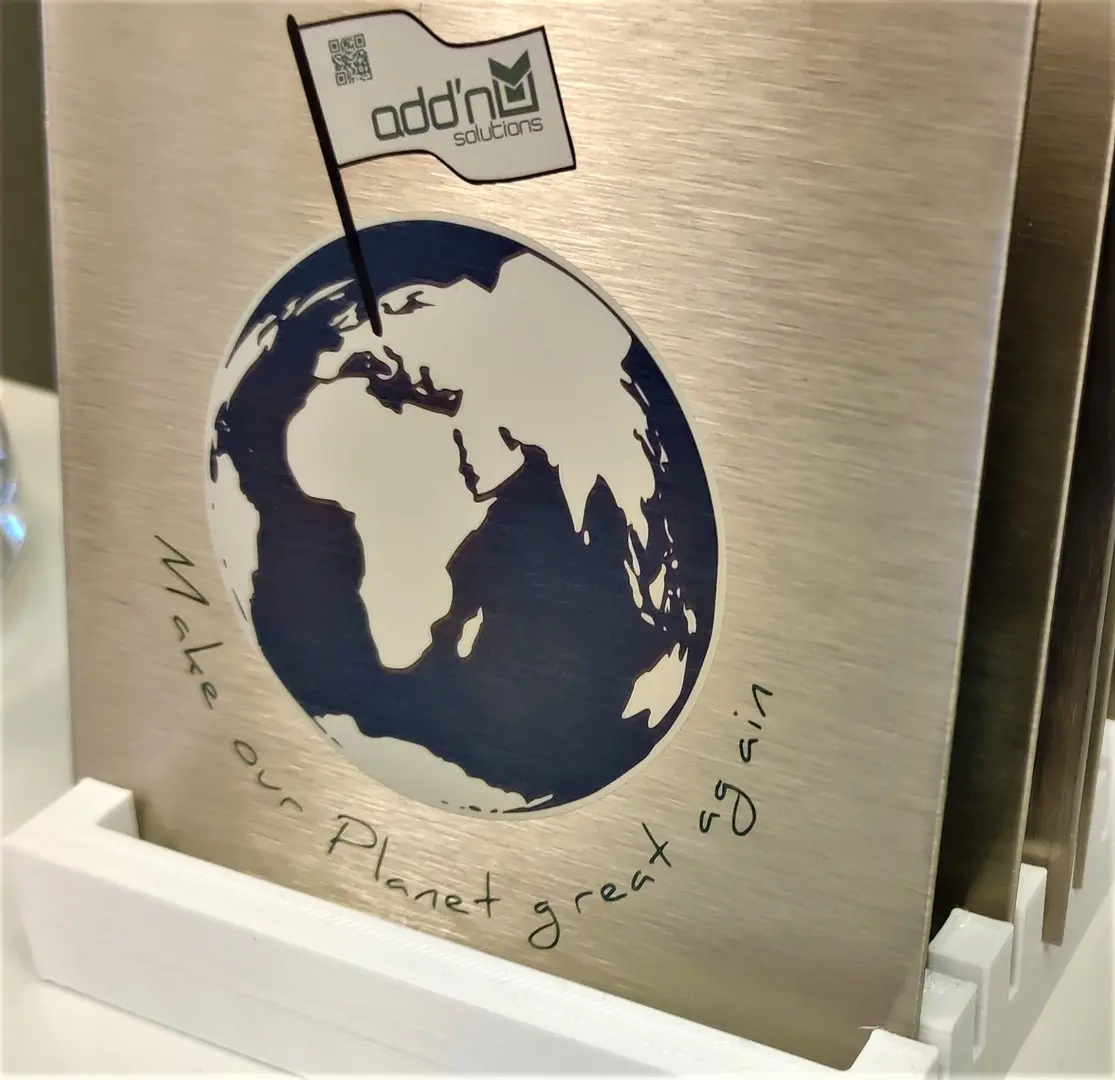 add'n
solutions
Make our Planet great again